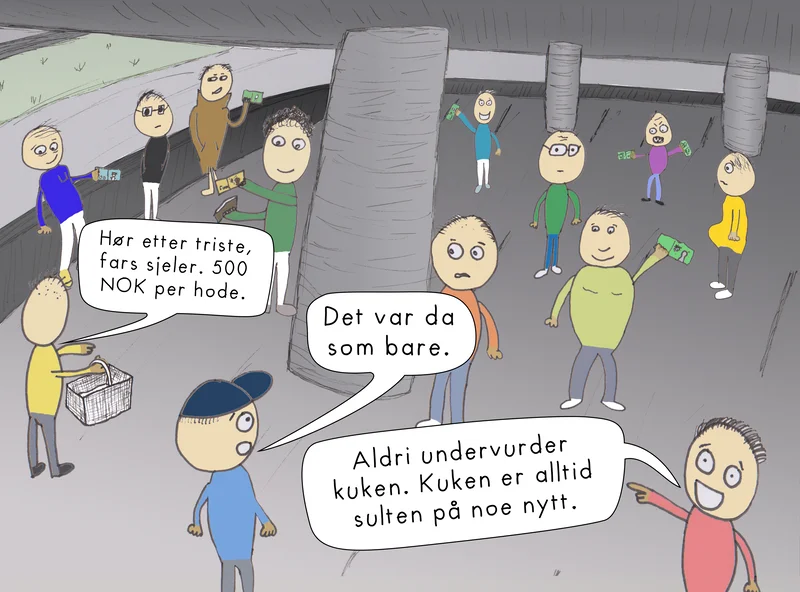 Hør etter triste,
fars sjeler. 500
NOK per hode.
Det var da
som bare.
Aldri undervurder
kuken. Kuken er alltid
sulten på noe nytt.